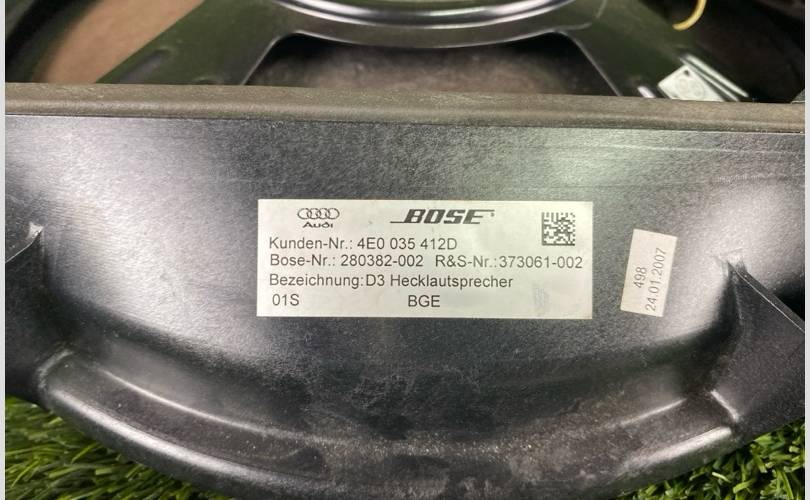 Audi
BOSE
Kunden-Nr.: 4E0 035 412D
Bose-Nr.: 280382-002 R&S-Nr.:373061-002
Bezeichnung:D3 Hecklautsprecher
01S BGE
498
24.01.2007